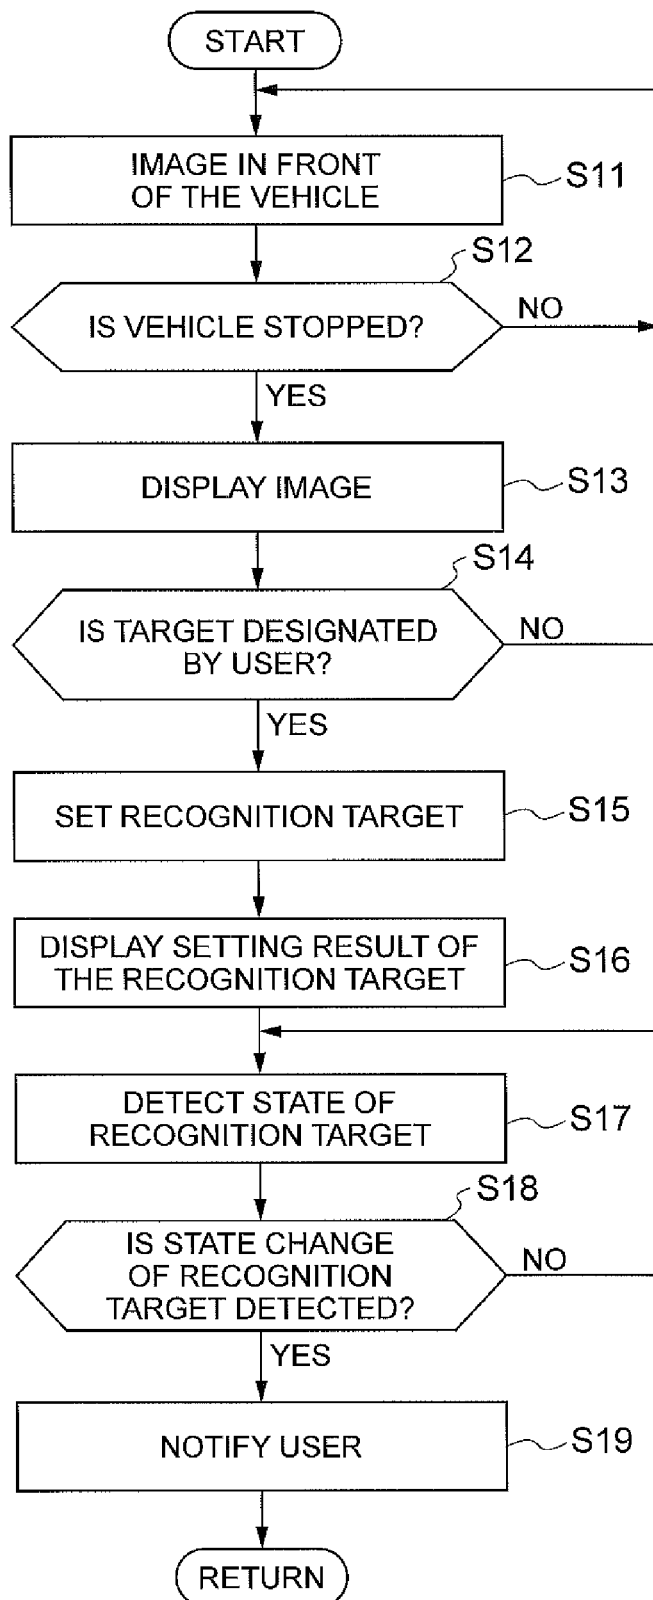 START
IMAGE IN FRONT
OF THE VEHICLE
S11
S12
IS VEHICLE STOPPED?
NO
YES
DISPLAY IMAGE
S13
S14
IS TARGET DESIGNATED
BY USER?
NO
YES
SET RECOGNITION TARGET
S15
DISPLAY SETTING RESULT OF
THE RECOGNITION TARGET
S16
DETECT STATE OF
RECOGNITION TARGET
S17
S18
IS STATE CHANGE
OF RECOGNITION
TARGET DETECTED?
NO
YES
NOTIFY USER
S19
RETURN